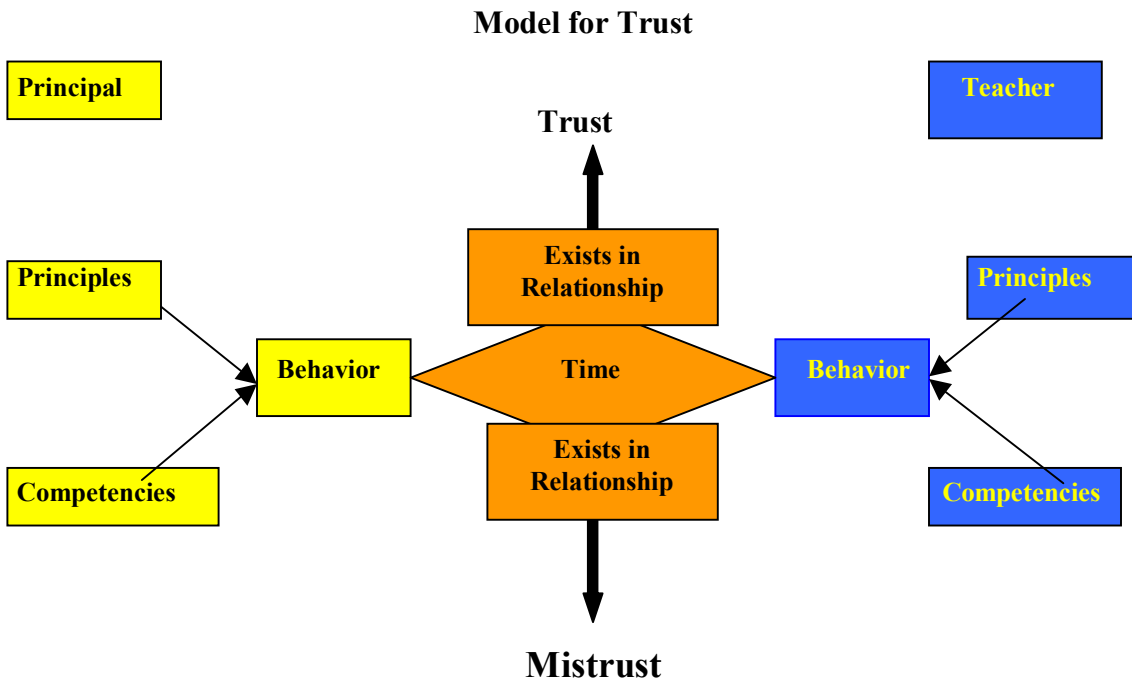 Model for Trust
Principal
Teacher
Trust
Exists in
Relationship
Principles
Principles
Behavior
Time
Behavior
Exists in
Relationship
Competencies
Competencies
Mistrust